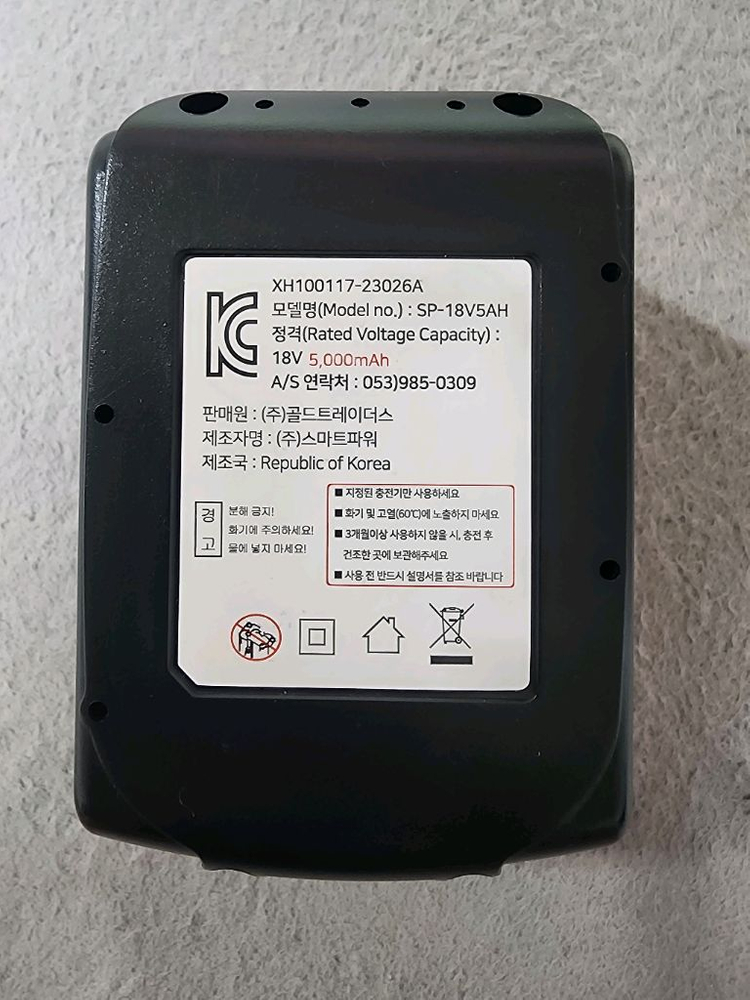 XH100117-23026A
모델명(Model no.) : SP-18V5AH
정격(Rated Voltage Capacity) :
18V 5,000mAh
A/S 연락처 : 053)985-0309
판매원 : (주)골드트레이더스
제조자명 : (주)스마트파워
제조국 : Republic of Korea
경고
분해 금지!
화기에 주의하세요!
물에 넣지 마세요!
■ 지정된 충전기만 사용하세요
■ 화기 및 고열(60℃)에 노출하지 마세요
■ 3개월이상 사용하지 않을 시, 충전 후
건조한 곳에 보관해주세요
■ 사용 전 반드시 설명서를 참조 바랍니다